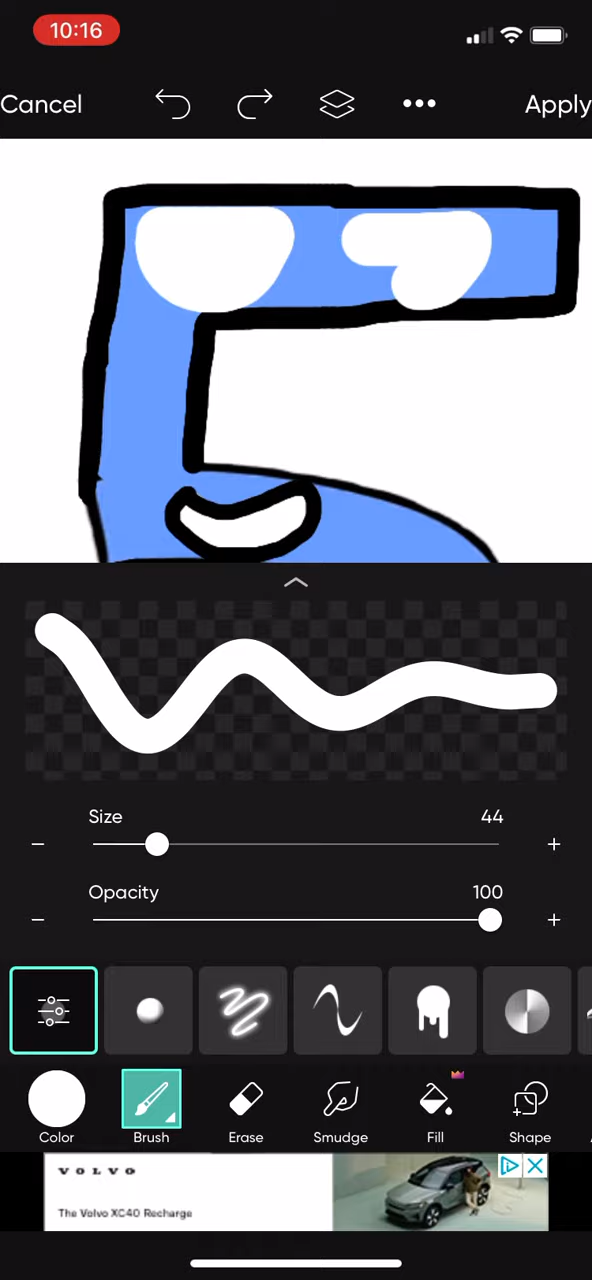 10:16
Cancel
Apply
Size 44
Opacity 100
Color Brush Erase Smudge Fill Shape
VOLVO
The Volvo XC40 Recharge